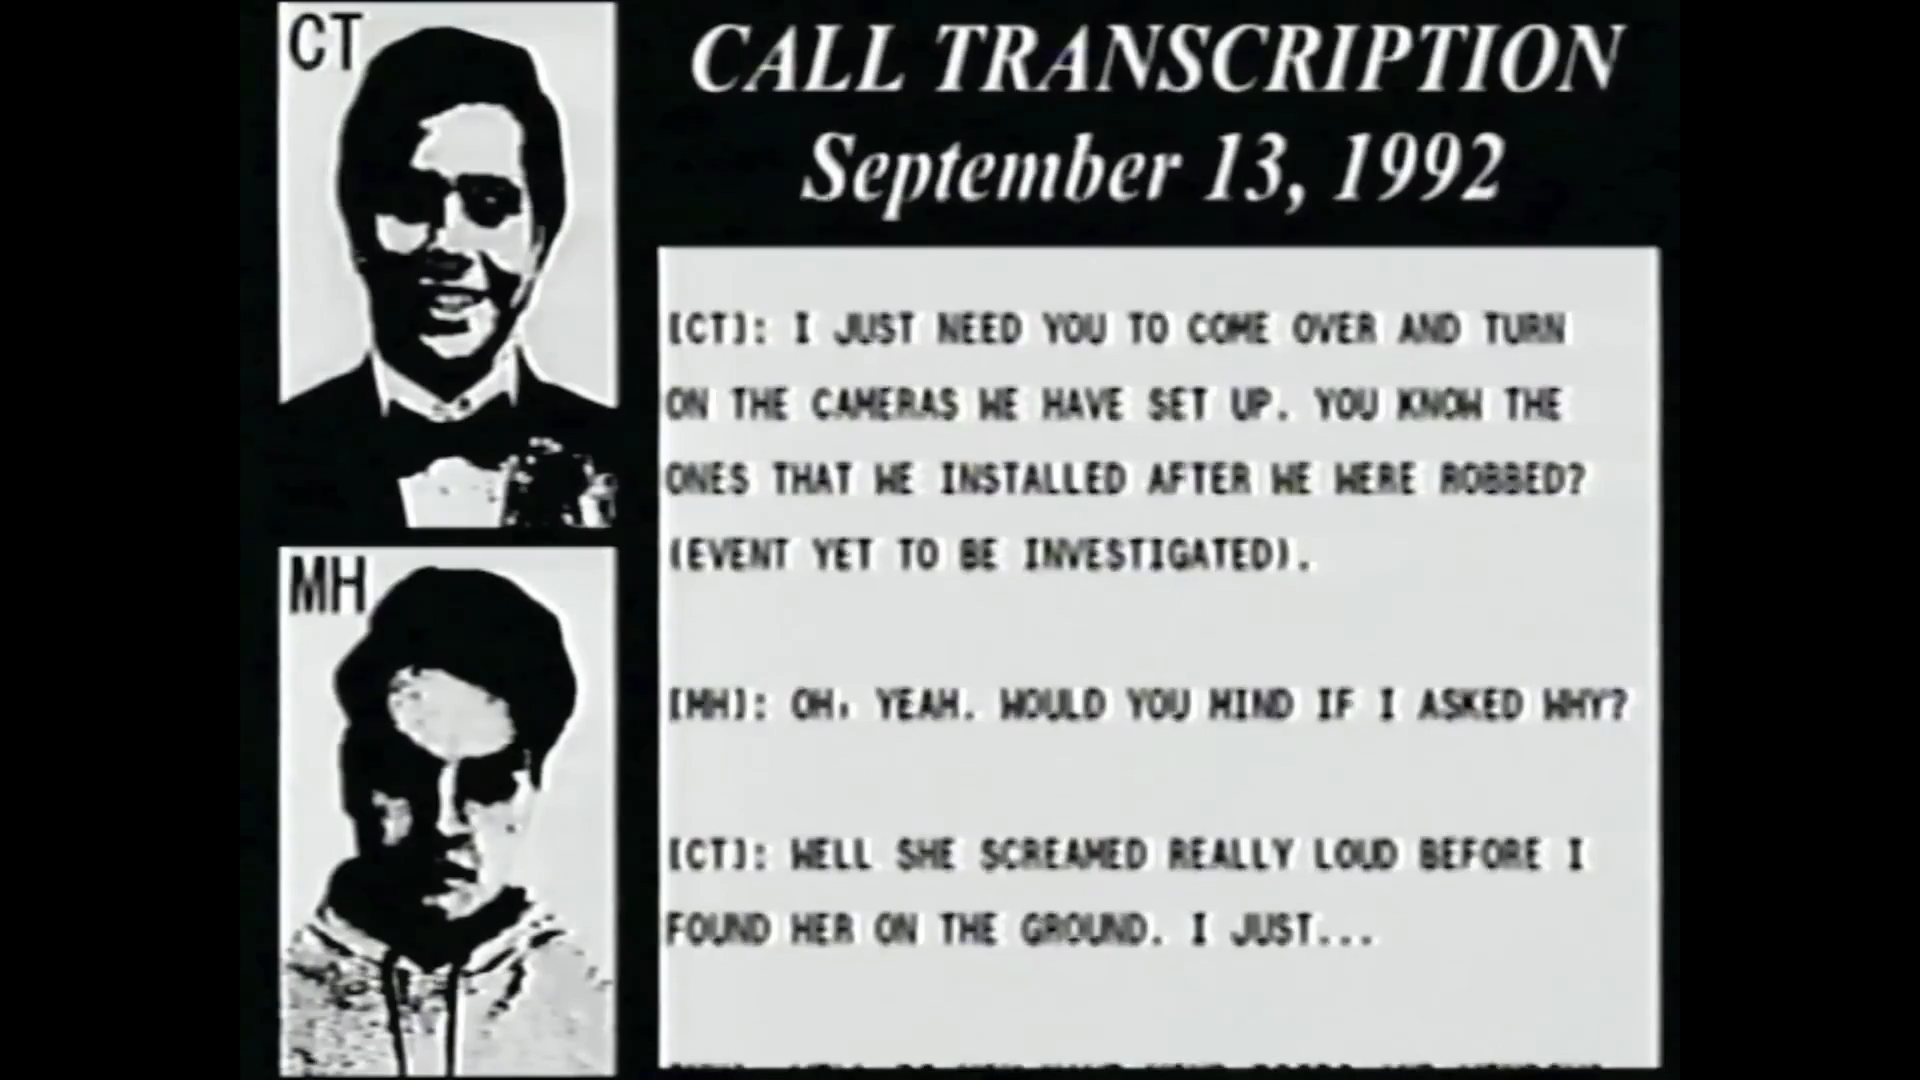 CT
CALL TRANSCRIPTION
September 13, 1992
[CT]: I JUST NEED YOU TO COME OVER AND TURN
ON THE CAMERAS WE HAVE SET UP. YOU KNOW THE
ONES THAT WE INSTALLED AFTER WE WERE ROBBED?
(EVENT YET TO BE INVESTIGATED).
MH
[MH]: OH, YEAH. WOULD YOU MIND IF I ASKED WHY?
[CT]: WELL SHE SCREAMED REALLY LOUD BEFORE I
FOUND HER ON THE GROUND. I JUST...